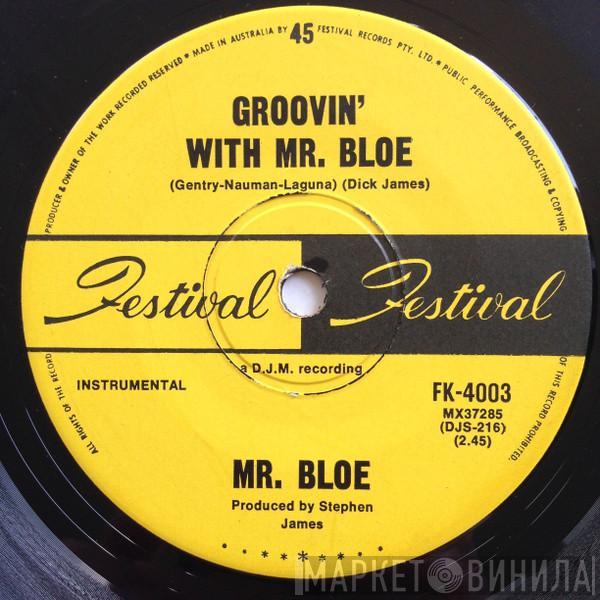 PRODUCER & OWNER OF THE WORK RECORDED RESERVED * MADE IN AUSTRALIA BY FESTIVAL RECORDS PTY. LTD. * PUBLIC PERFORMANCE BROADCASTING & COPYING
45
GROOVIN'
WITH MR. BLOE
(Gentry-Nauman-Laguna) (Dick James)
Festival Festival
a D.J.M. recording
INSTRUMENTAL
FK-4003
MX37285
(DJS-216)
(2.45)
ALL RIGHTS OF THE RECORD
OF THIS RECORD PROHIBITED.
MR. BLOE
Produced by Stephen
James
МАРКЕТ ВИНИЛА